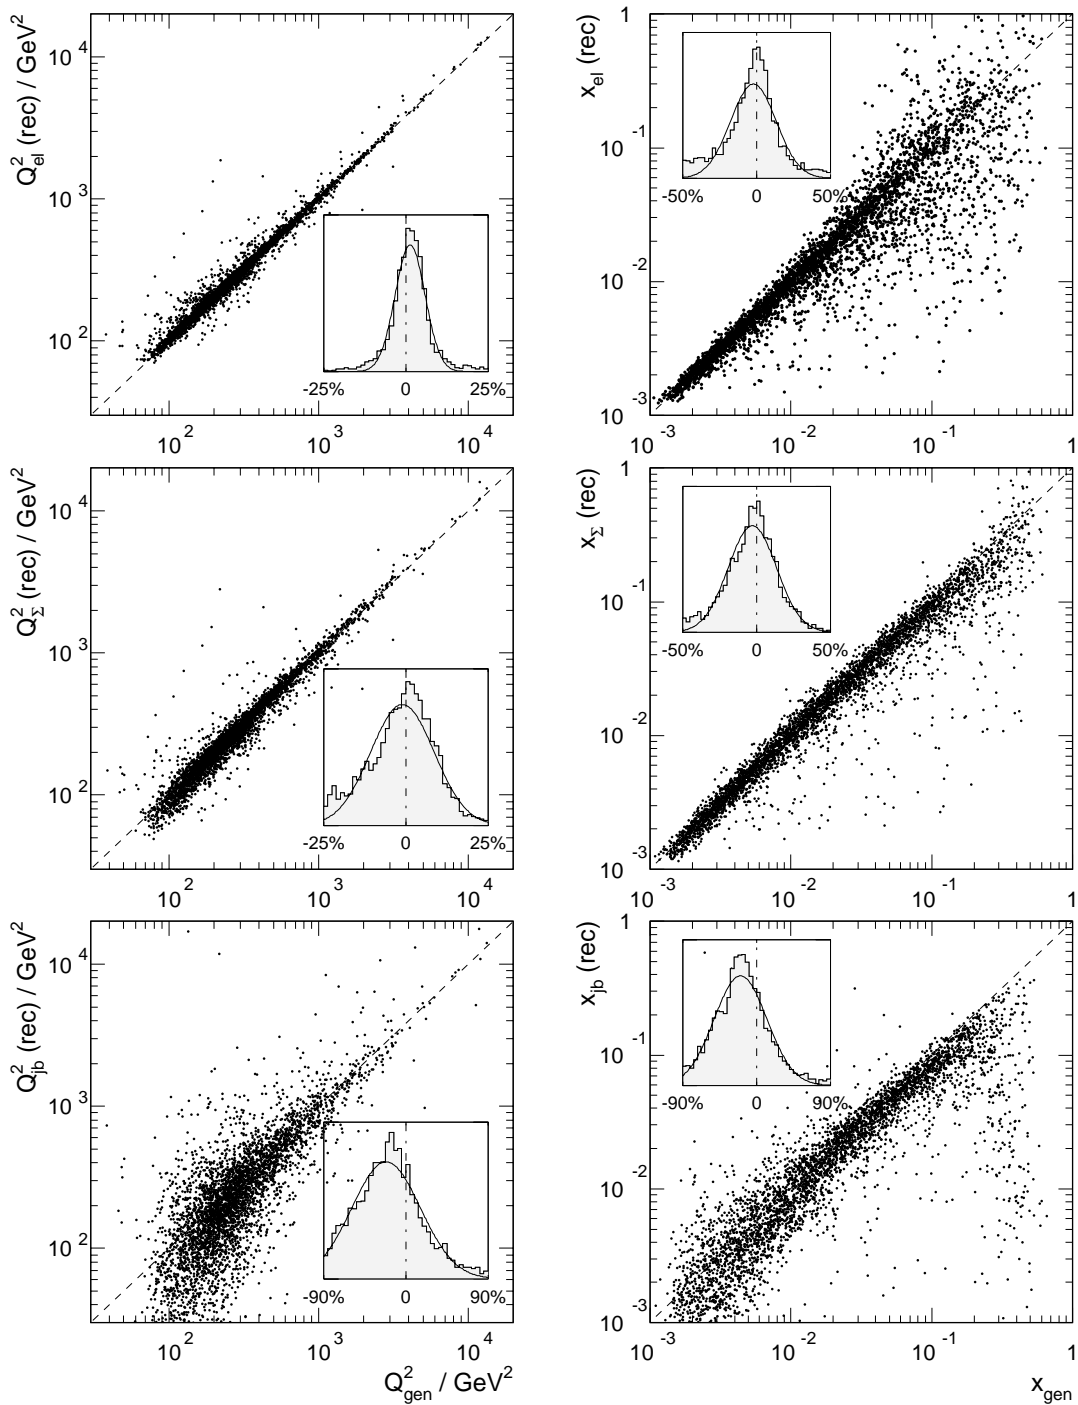 Q²_el (rec) / GeV²
10⁴
10³
10²
-25% 0 25%
10² 10³ 10⁴
x_el (rec)
1
10⁻¹
10⁻²
10⁻³
-50% 0 50%
10⁻³ 10⁻² 10⁻¹ 1
Q²_Σ (rec) / GeV²
10⁴
10³
10²
-25% 0 25%
10² 10³ 10⁴
x_Σ (rec)
1
10⁻¹
10⁻²
10⁻³
-50% 0 50%
10⁻³ 10⁻² 10⁻¹ 1
Q²_jb (rec) / GeV²
10⁴
10³
10²
-90% 0 90%
10² 10³ 10⁴
Q²_gen / GeV²
x_jb (rec)
1
10⁻¹
10⁻²
10⁻³
-90% 0 90%
10⁻³ 10⁻² 10⁻¹ 1
x_gen